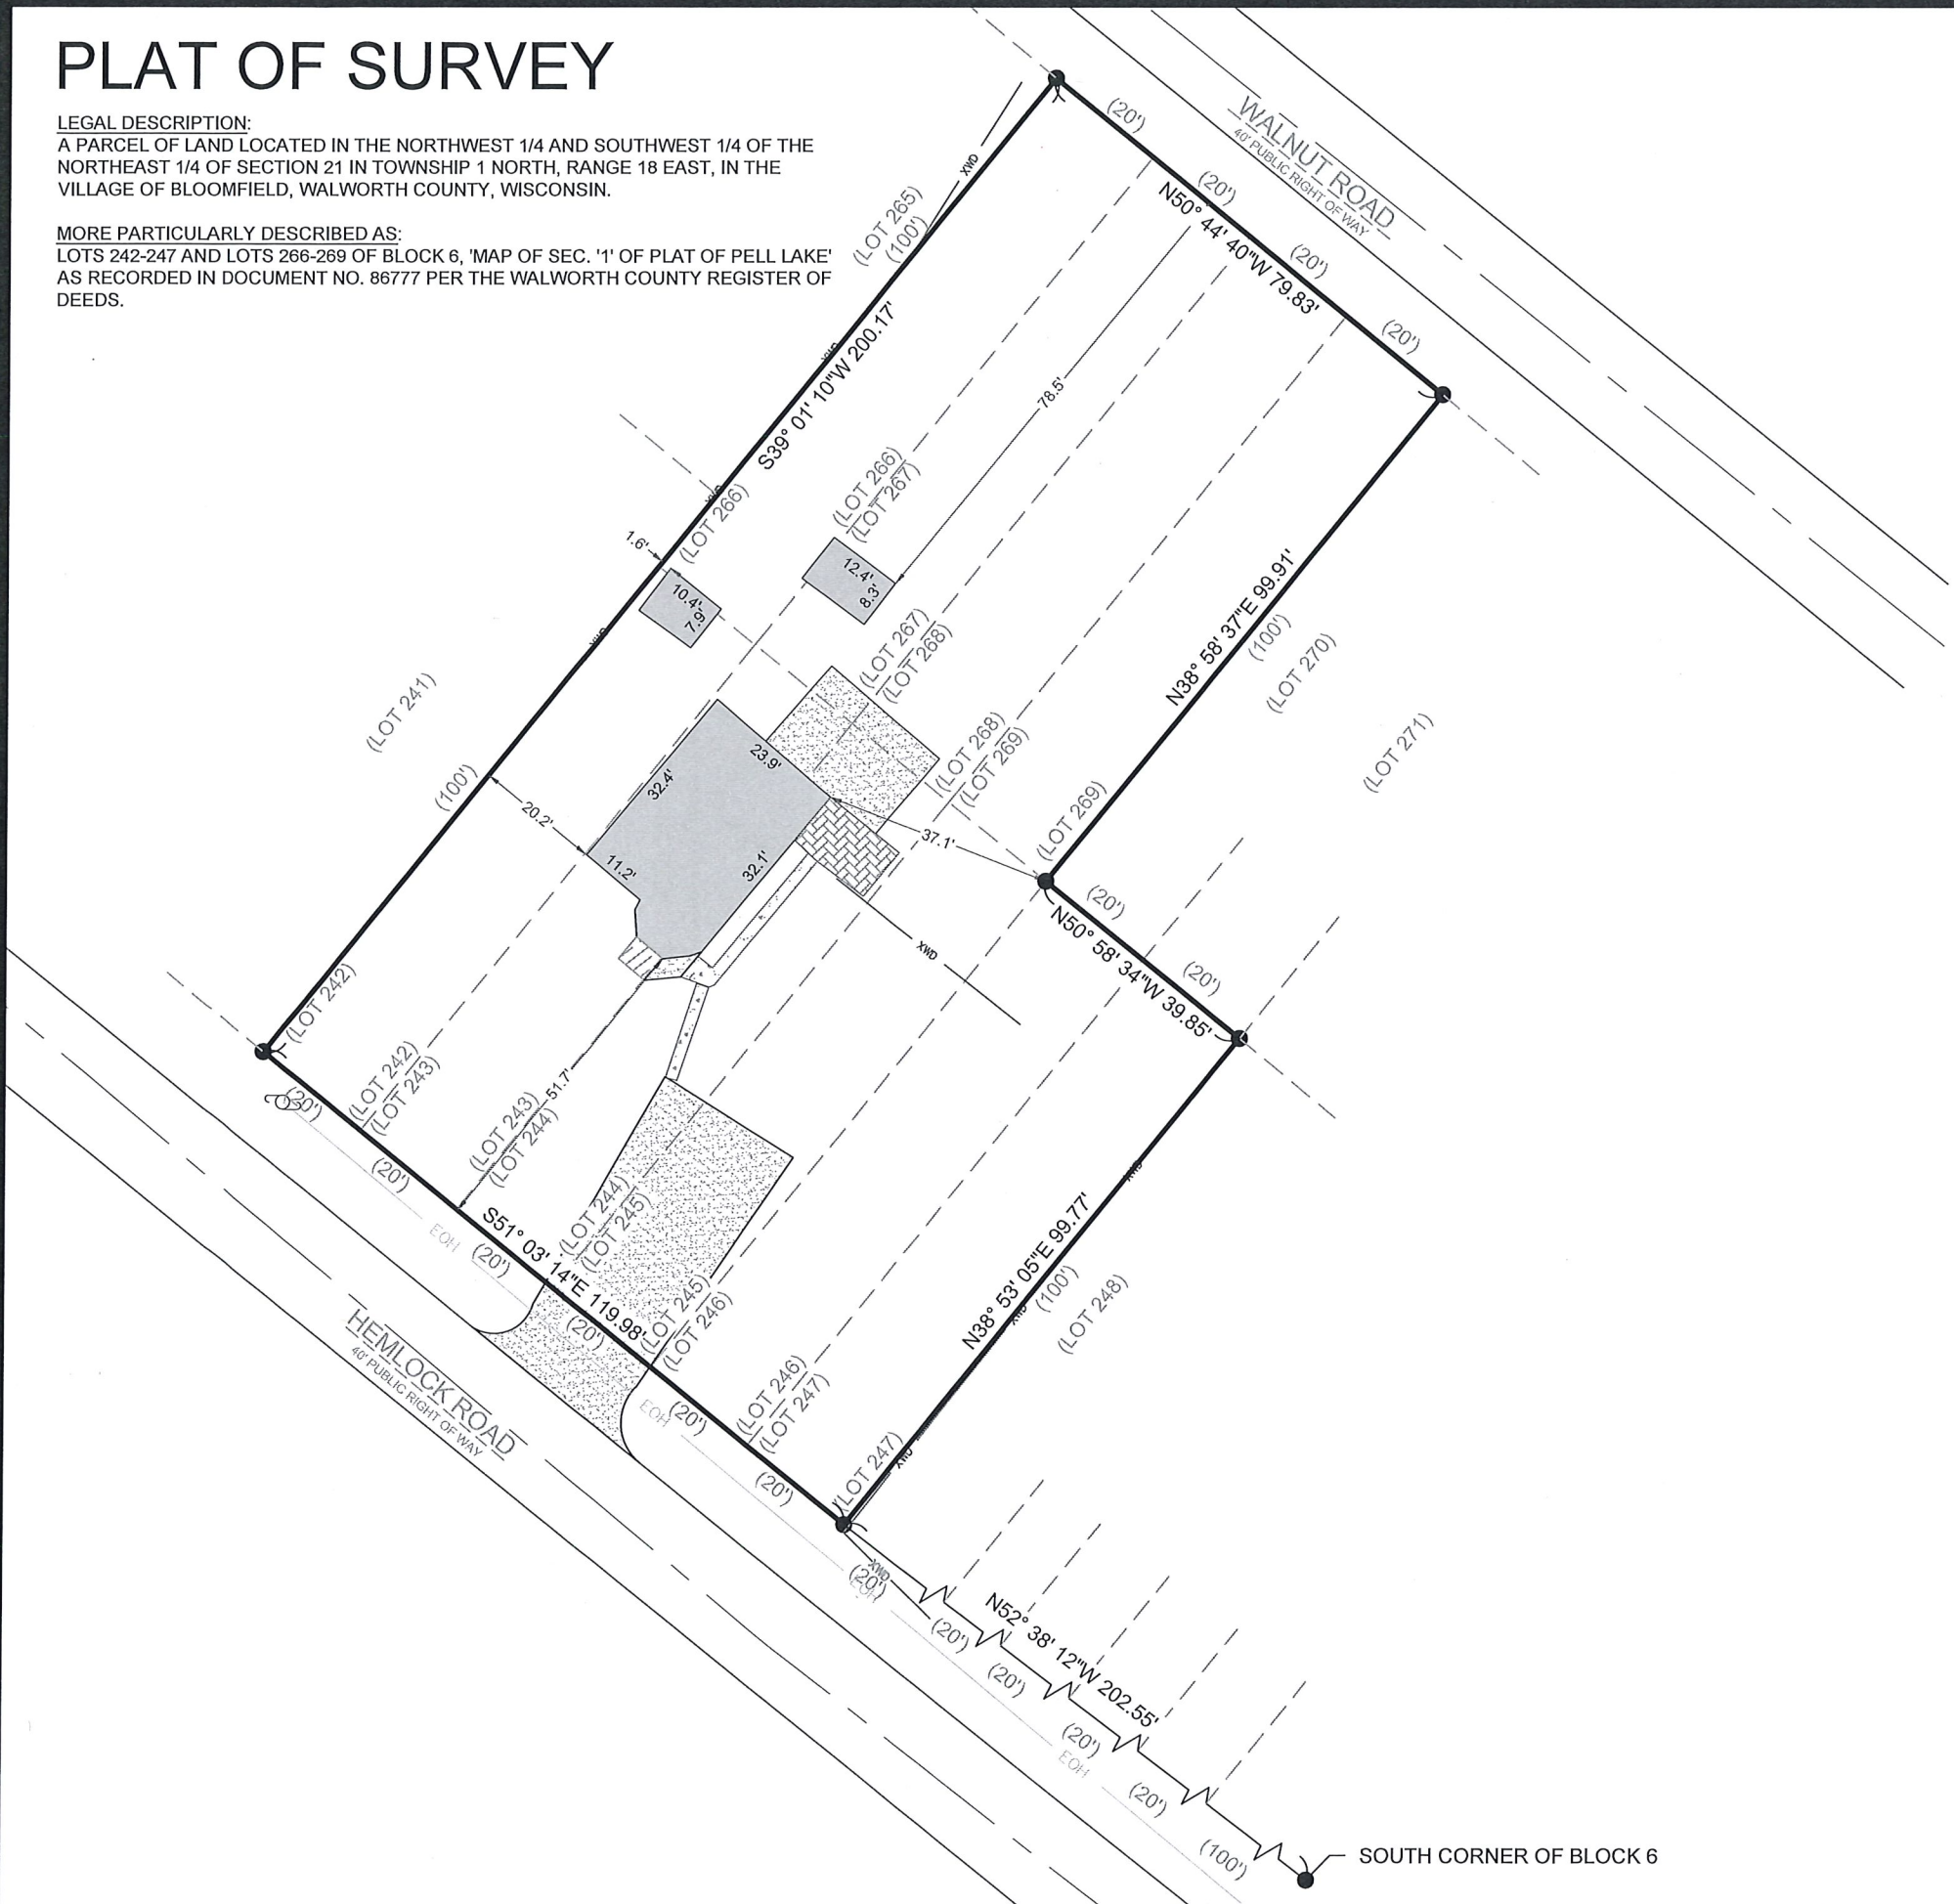 PLAT OF SURVEY
LEGAL DESCRIPTION:
A PARCEL OF LAND LOCATED IN THE NORTHWEST 1/4 AND SOUTHWEST 1/4 OF THE
NORTHEAST 1/4 OF SECTION 21 IN TOWNSHIP 1 NORTH, RANGE 18 EAST, IN THE
VILLAGE OF BLOOMFIELD, WALWORTH COUNTY, WISCONSIN.
MORE PARTICULARLY DESCRIBED AS:
LOTS 242-247 AND LOTS 266-269 OF BLOCK 6, 'MAP OF SEC. '1' OF PLAT OF PELL LAKE'
AS RECORDED IN DOCUMENT NO. 86777 PER THE WALWORTH COUNTY REGISTER OF
DEEDS.
WALNUT ROAD
40' PUBLIC RIGHT OF WAY
(20')
(20')
(20')
(20')
N50° 44' 40"W 79.83'
XWD
(LOT 265)
(100')
XWD
S39° 01' 10"W 200.17'
78.5'
XWD
(LOT 266)
(LOT 266)
(LOT 267)
1.6'
10.4'
7.9'
12.4'
8.3'
XWD
N38° 58' 37"E 99.91'
(100')
(LOT 270)
(LOT 271)
(LOT 267)
(LOT 268)
(LOT 268)
(LOT 269)
(LOT 269)
(LOT 241)
(100')
23.9'
32.4'
20.2'
11.2'
32.1'
37.1'
(20')
N50° 58' 34"W 39.85'
(20')
XWD
(LOT 242)
(LOT 242)
(LOT 243)
(LOT 243)
(LOT 244)
51.7'
(20')
(20')
EOH
(20')
S51° 03' 14"E 119.98'
(LOT 244)
(LOT 245)
(20')
(LOT 245)
(LOT 246)
EOH
(20')
(LOT 246)
(LOT 247)
(20')
(LOT 247)
XWD
N38° 53' 05"E 99.77'
(100')
XWD
(LOT 248)
XWD
HEMLOCK ROAD
40' PUBLIC RIGHT OF WAY
XWD
(20')
EOH
N52° 38' 12"W 202.55'
(20')
(20')
(20')
EOH
(20')
(100')
SOUTH CORNER OF BLOCK 6